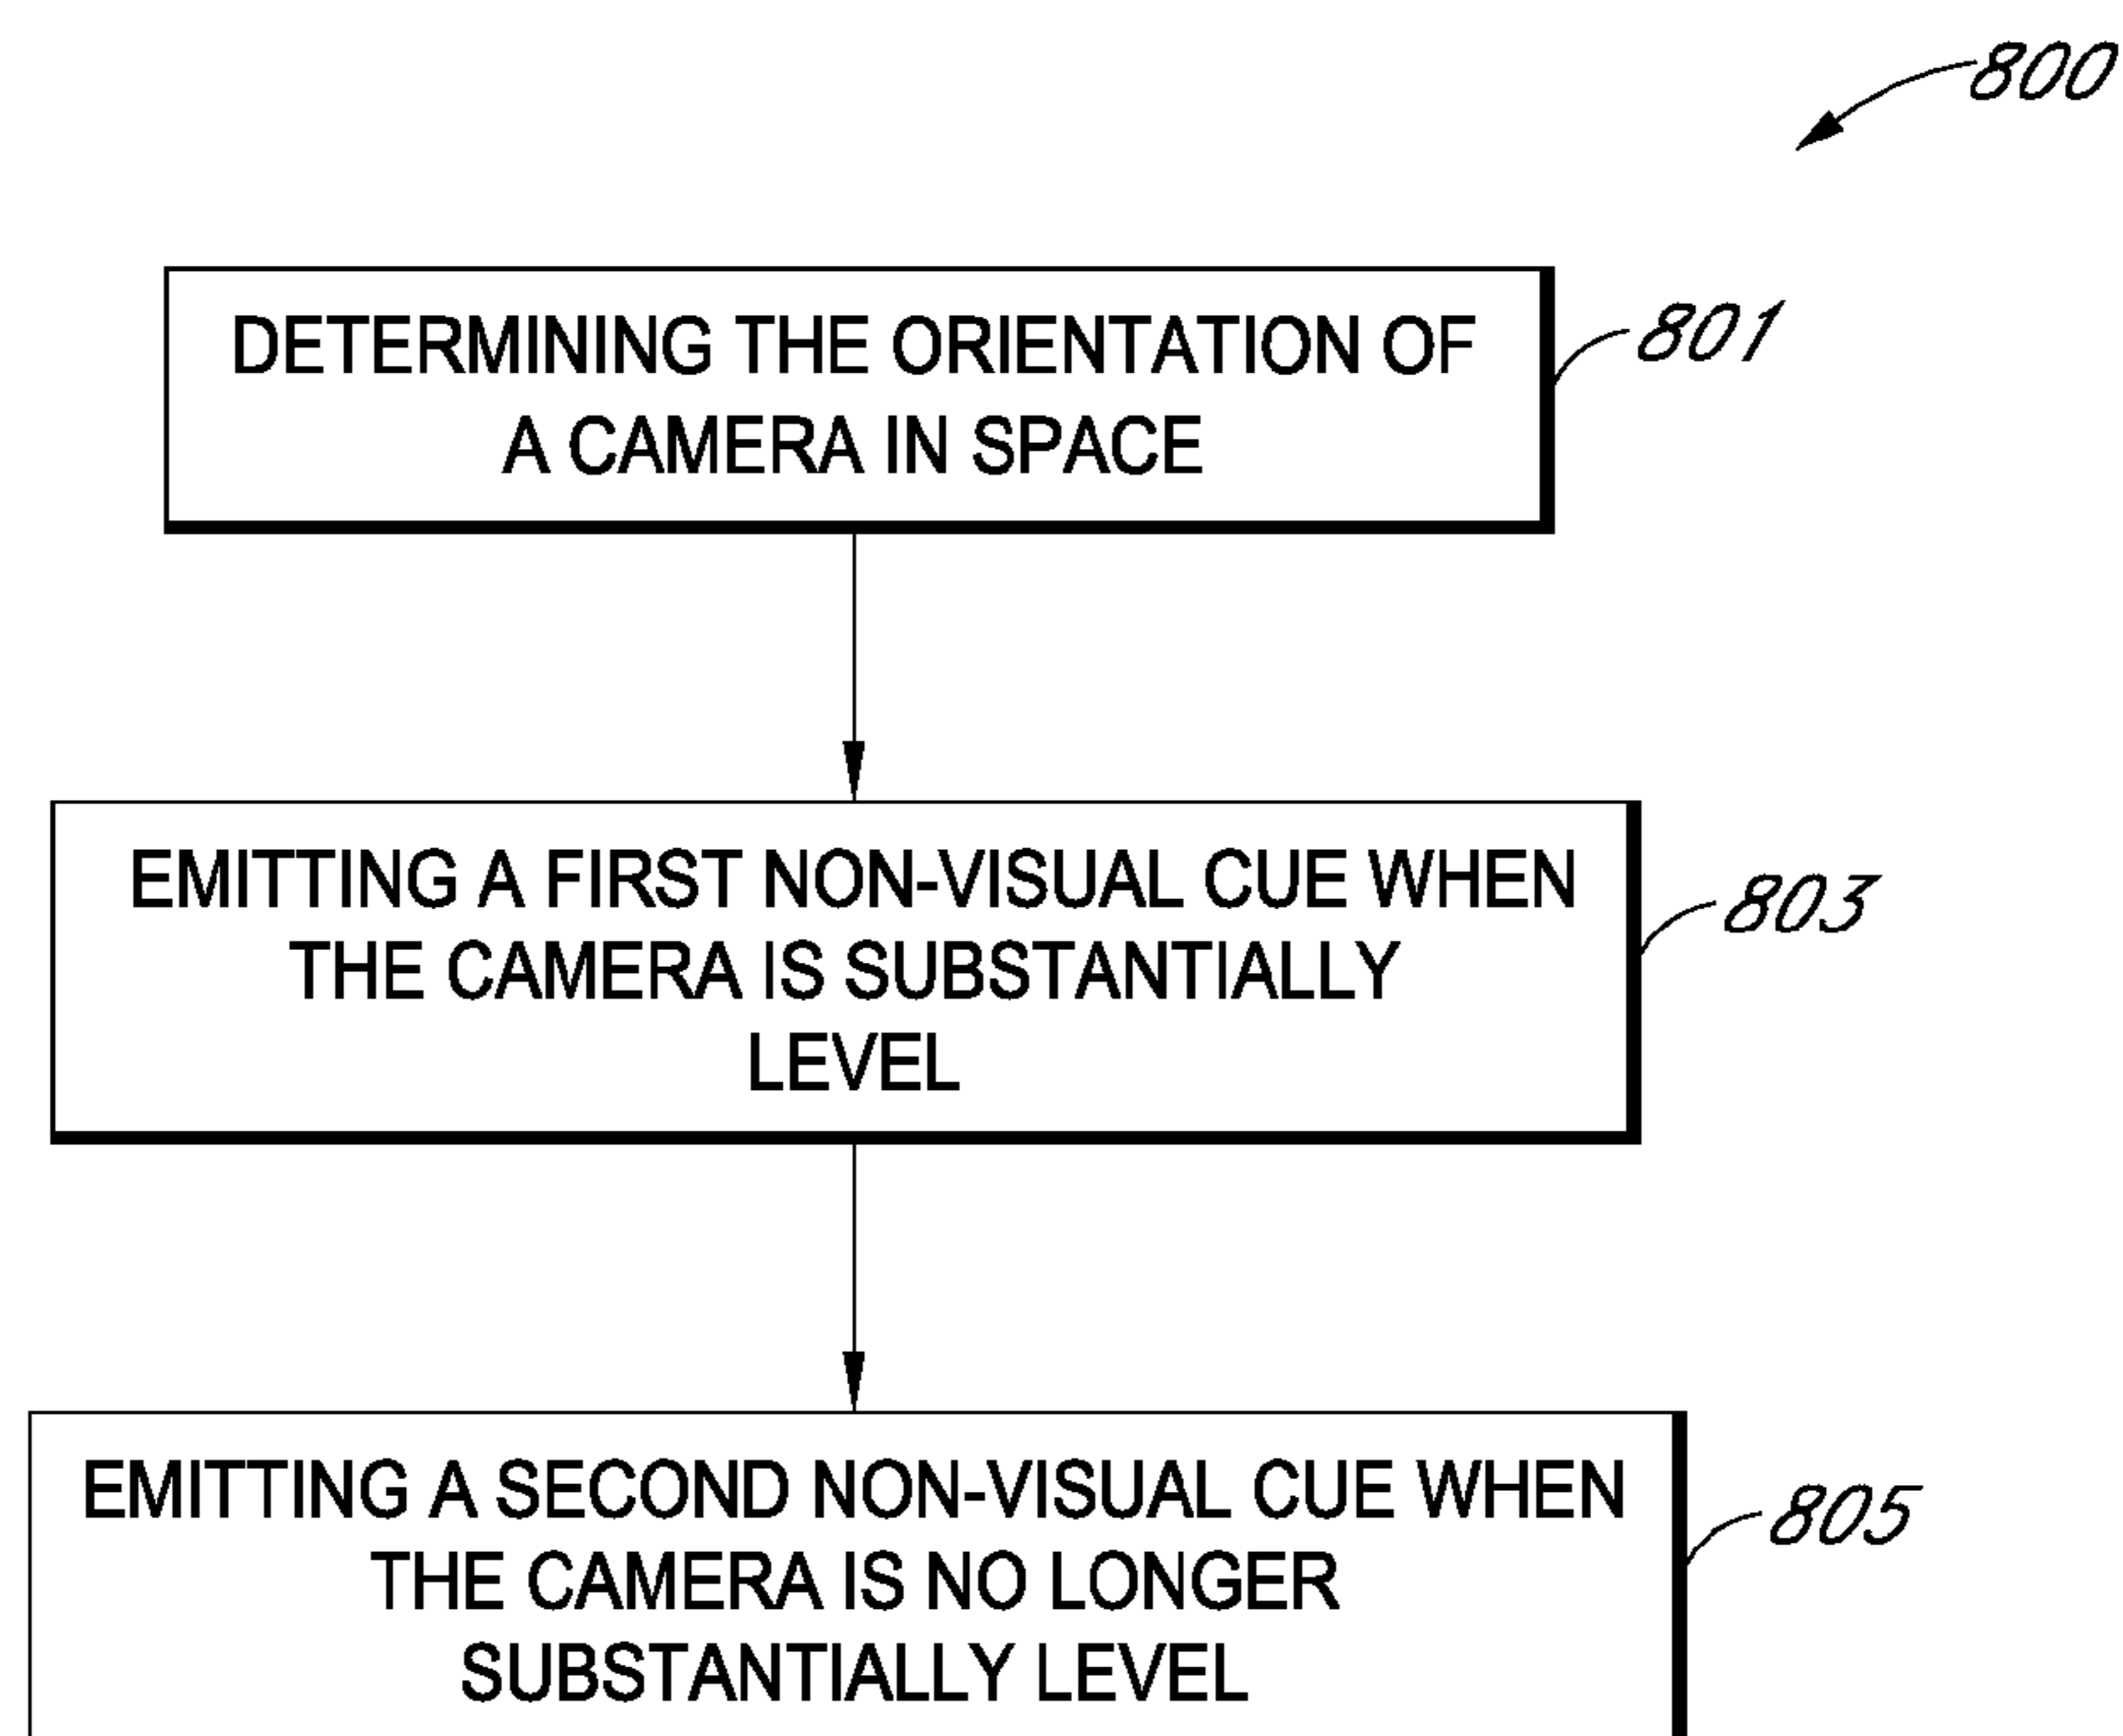 800
DETERMINING THE ORIENTATION OF
A CAMERA IN SPACE
801
EMITTING A FIRST NON-VISUAL CUE WHEN
THE CAMERA IS SUBSTANTIALLY
LEVEL
803
EMITTING A SECOND NON-VISUAL CUE WHEN
THE CAMERA IS NO LONGER
SUBSTANTIALLY LEVEL
805